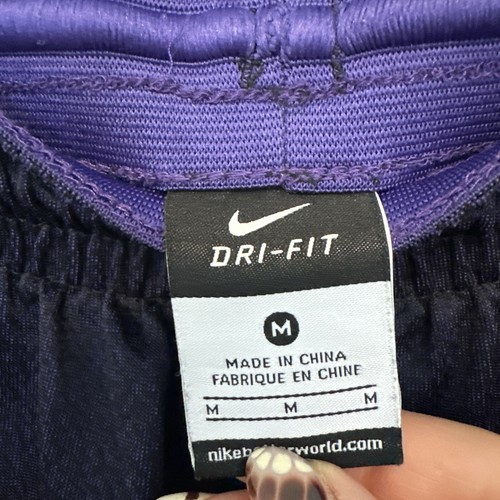 DRI-FIT
M
MADE IN CHINA
FABRIQUE EN CHINE
M M M